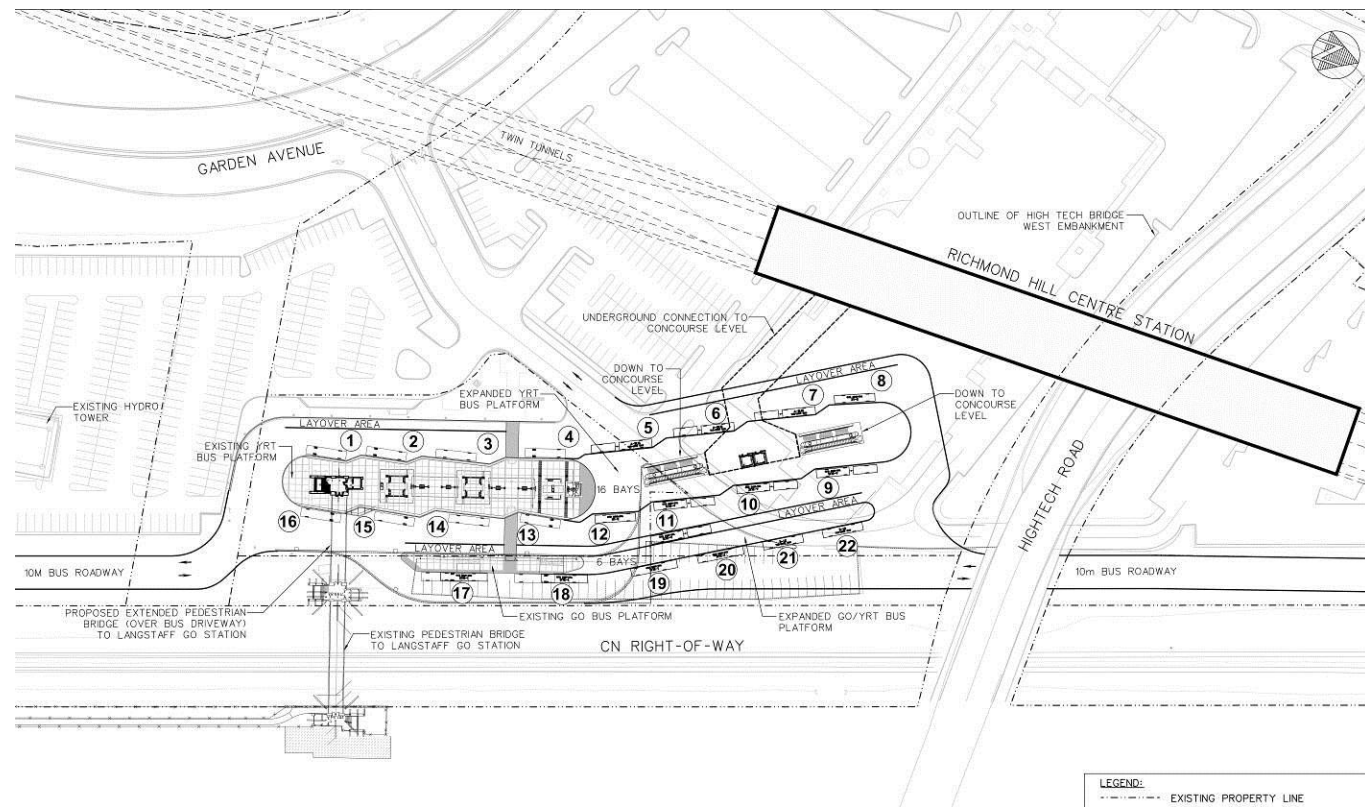 GARDEN AVENUE
TWIN TUNNELS
OUTLINE OF HIGH TECH BRIDGE
WEST EMBANKMENT
RICHMOND HILL CENTRE STATION
UNDERGROUND CONNECTION TO
CONCOURSE LEVEL
DOWN TO
CONCOURSE
LEVEL
LAYOVER AREA
7
8
DOWN TO
CONCOURSE
LEVEL
EXPANDED YRT
BUS PLATFORM
EXISTING HYDRO
TOWER
LAYOVER AREA
EXISTING YRT
BUS PLATFORM
1
2
3
4
5
6
16 BAYS
16
15
14
13
12
11
10
9
LAYOVER AREA
LAYOVER AREA
6 BAYS
17
18
19
20
21
22
HIGHTECH ROAD
10M BUS ROADWAY
10m BUS ROADWAY
PROPOSED EXTENDED PEDESTRIAN
BRIDGE (OVER BUS DRIVEWAY)
TO LANGSTAFF GO STATION
EXISTING PEDESTRIAN BRIDGE
TO LANGSTAFF GO STATION
EXISTING GO BUS PLATFORM
EXPANDED GO/YRT BUS
PLATFORM
CN RIGHT-OF-WAY
LEGEND:
EXISTING PROPERTY LINE